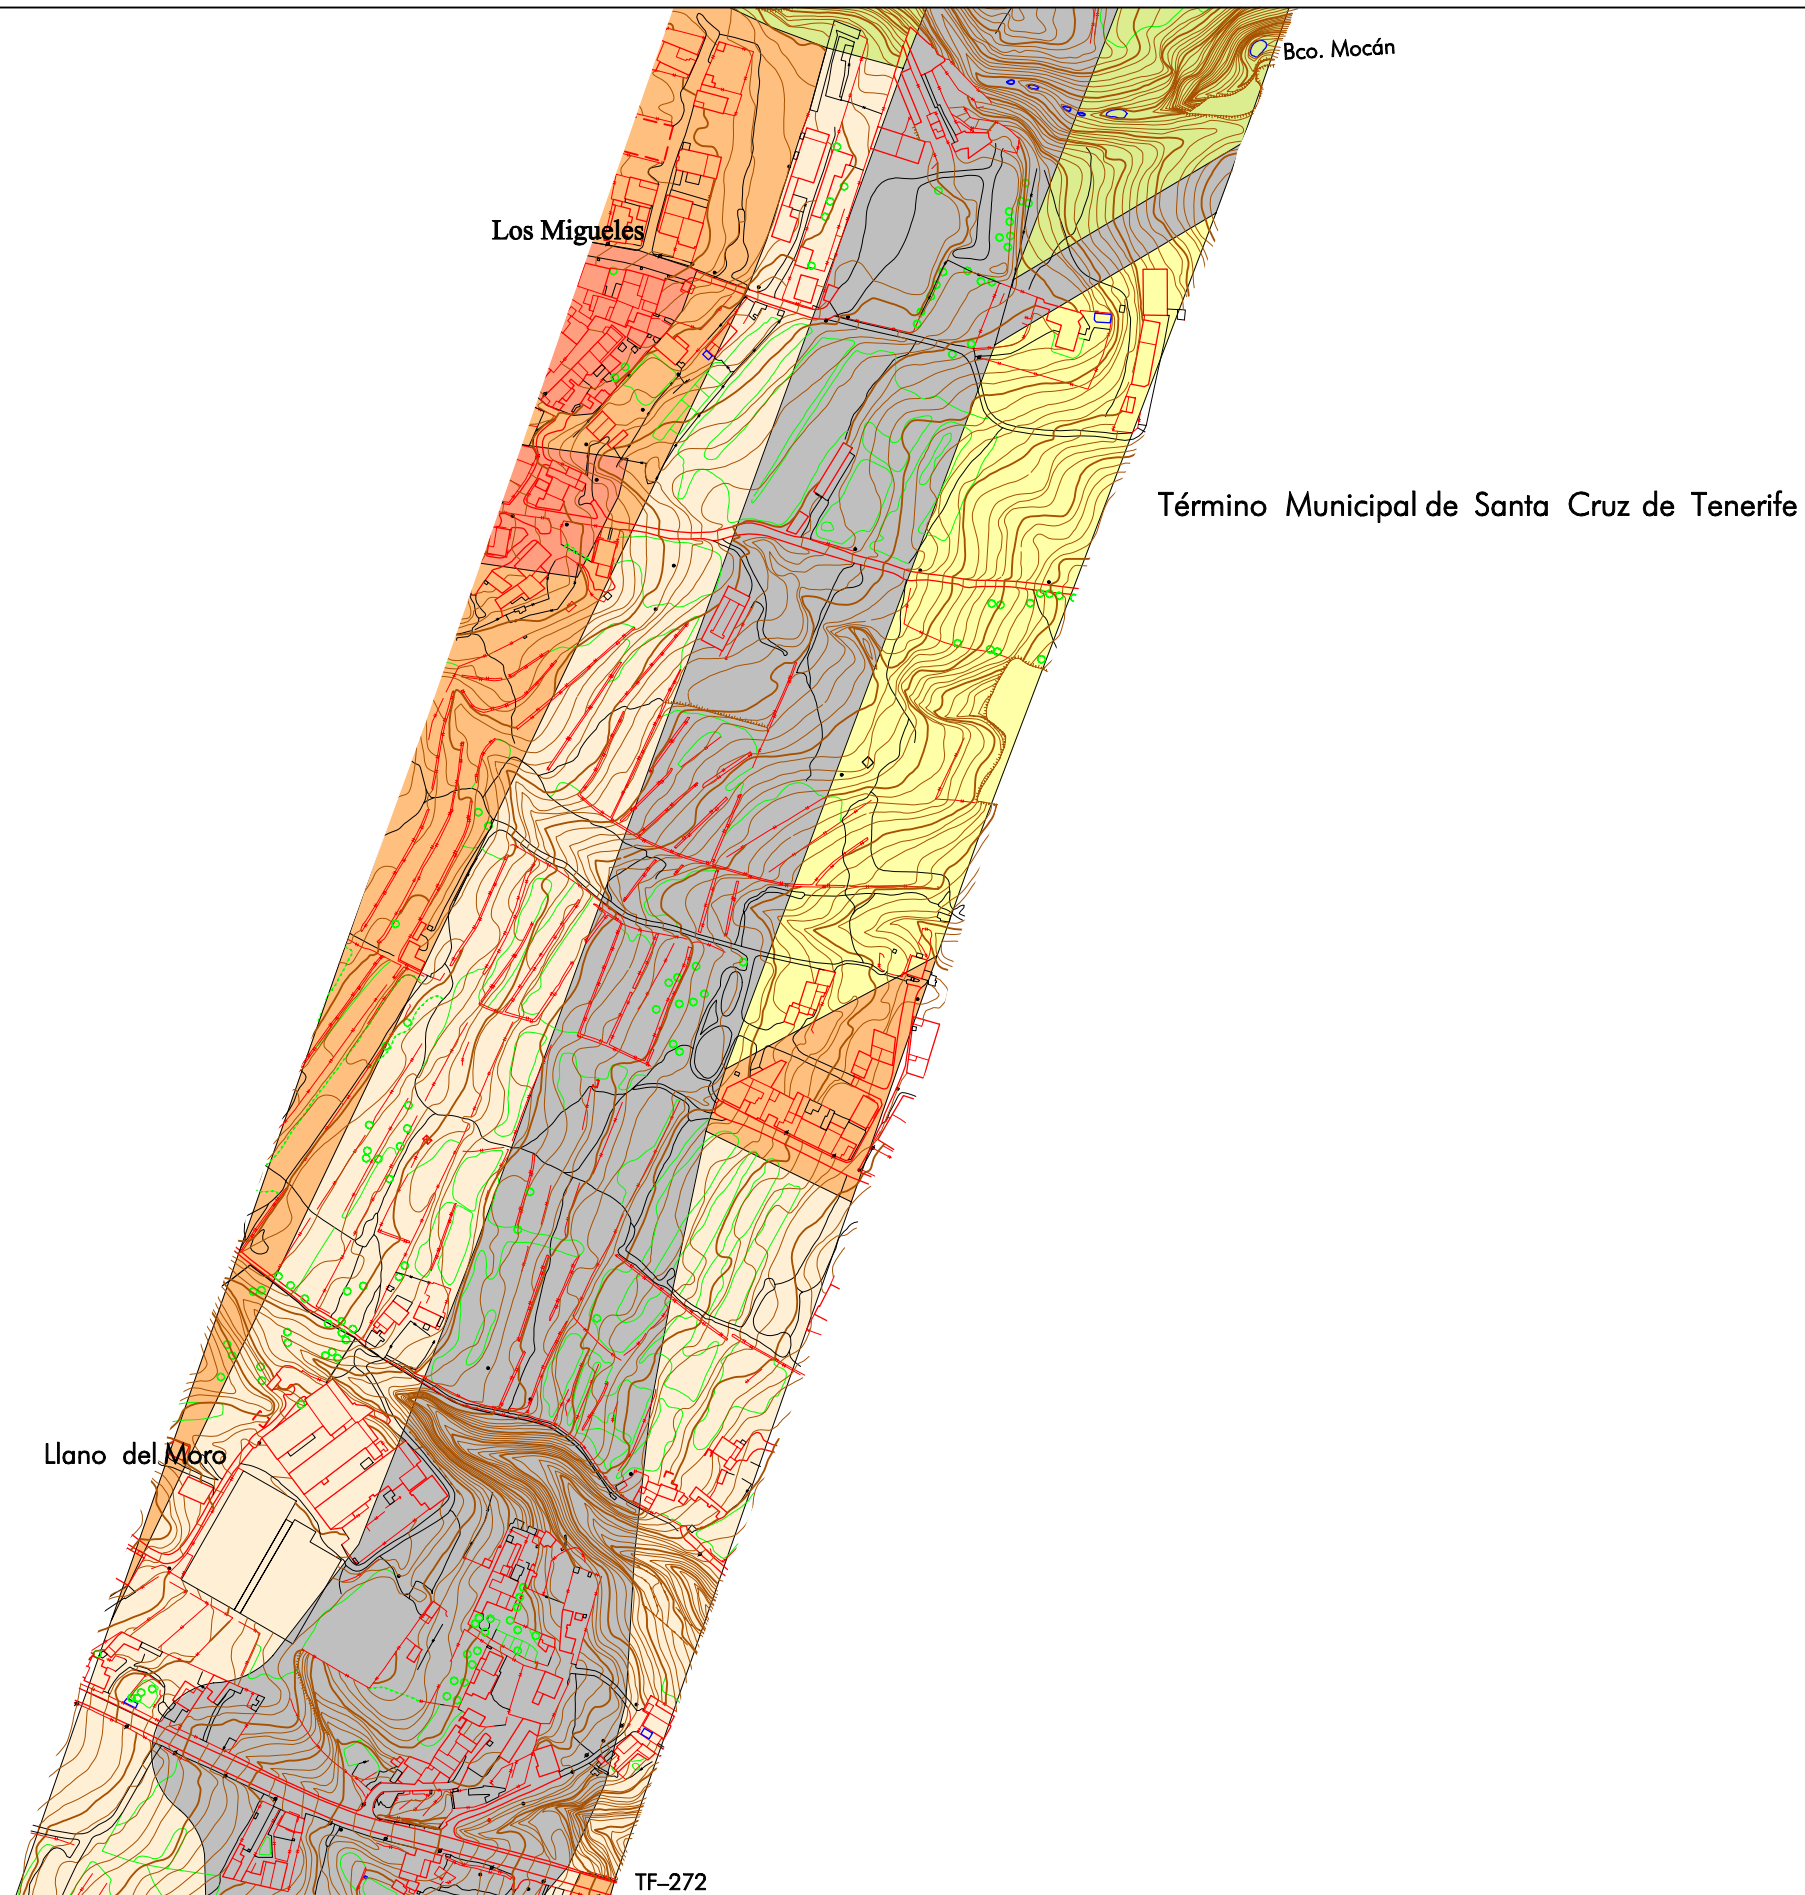 Bco. Mocán
Los Migueles
Término Municipal de Santa Cruz de Tenerife
Llano del Moro
TF-272